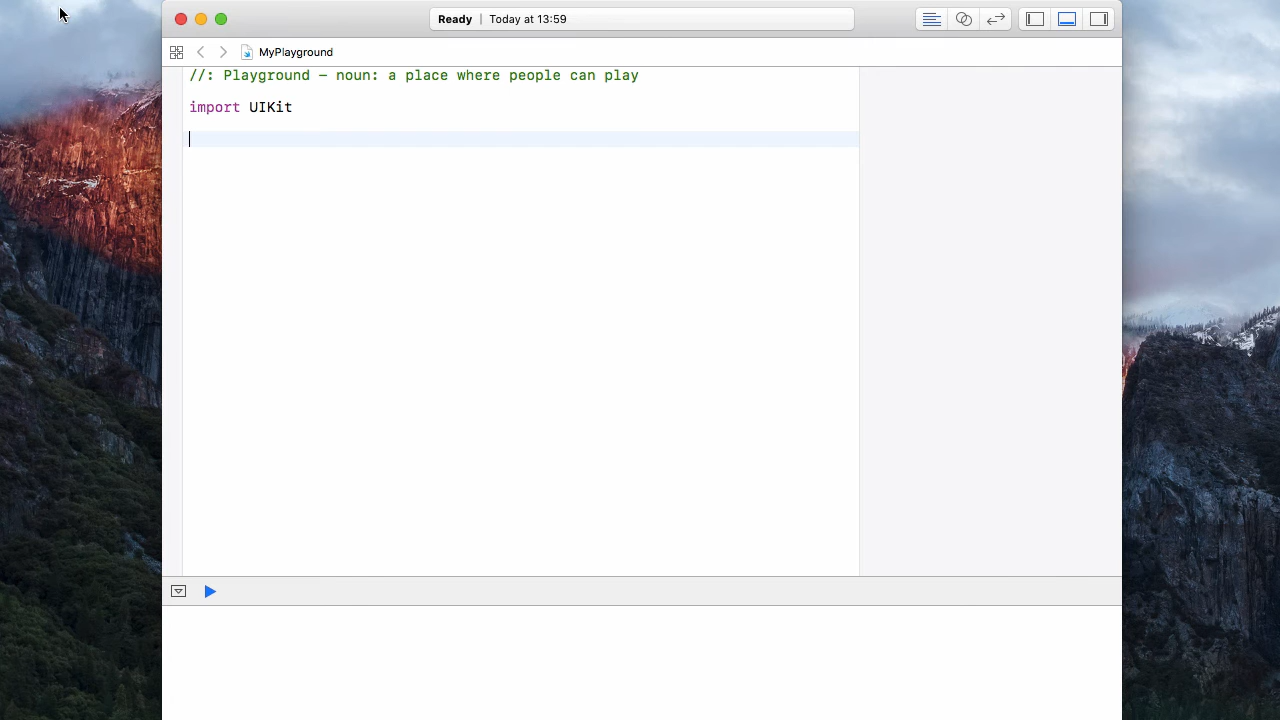 Ready | Today at 13:59
MyPlayground
//: Playground – noun: a place where people can play
import UIKit